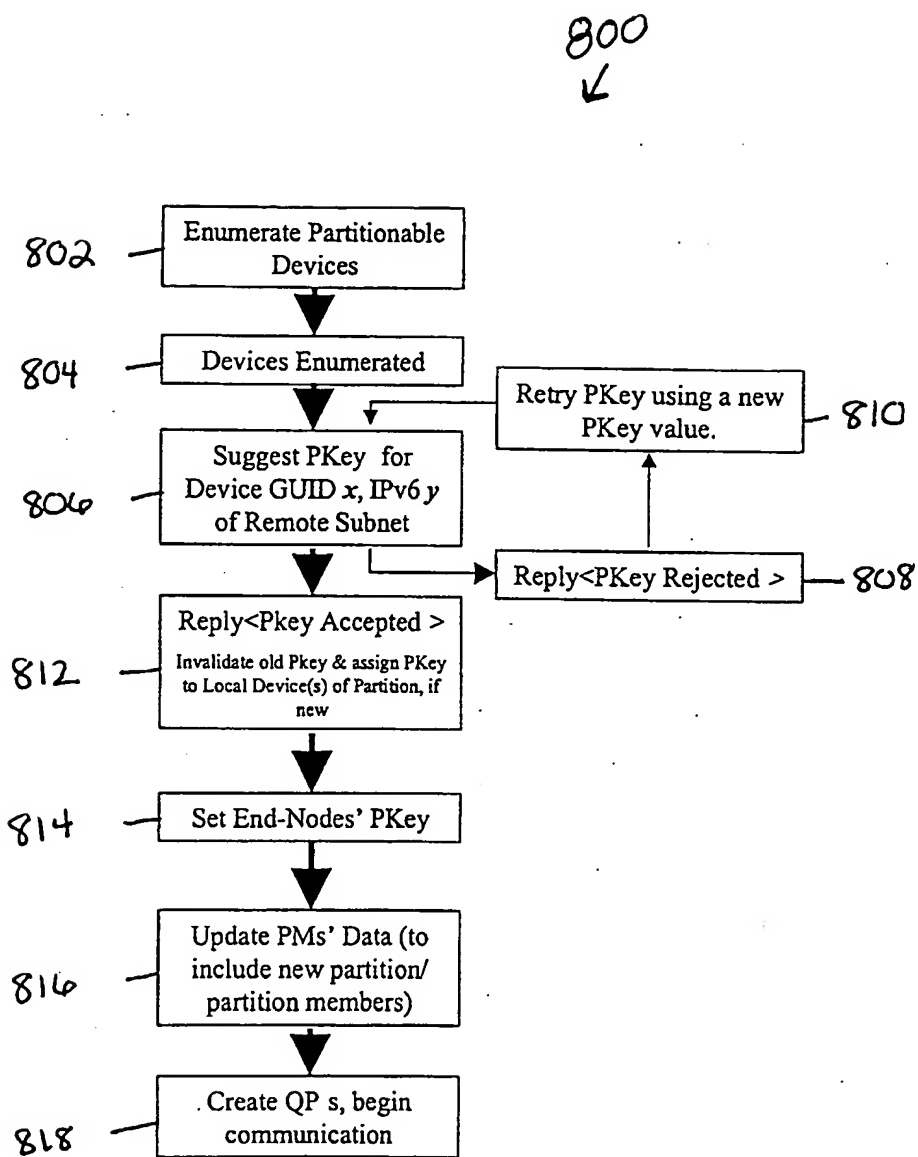 800
802
Enumerate Partitionable
Devices
804
Devices Enumerated
Retry PKey using a new
PKey value.
810
806
Suggest PKey for
Device GUID x, IPv6 y
of Remote Subnet
Reply<PKey Rejected >
808
812
Reply<Pkey Accepted >
Invalidate old Pkey & assign PKey
to Local Device(s) of Partition, if
new
814
Set End-Nodes' PKey
816
Update PMs' Data (to
include new partition/
partition members)
818
. Create QP s, begin
communication